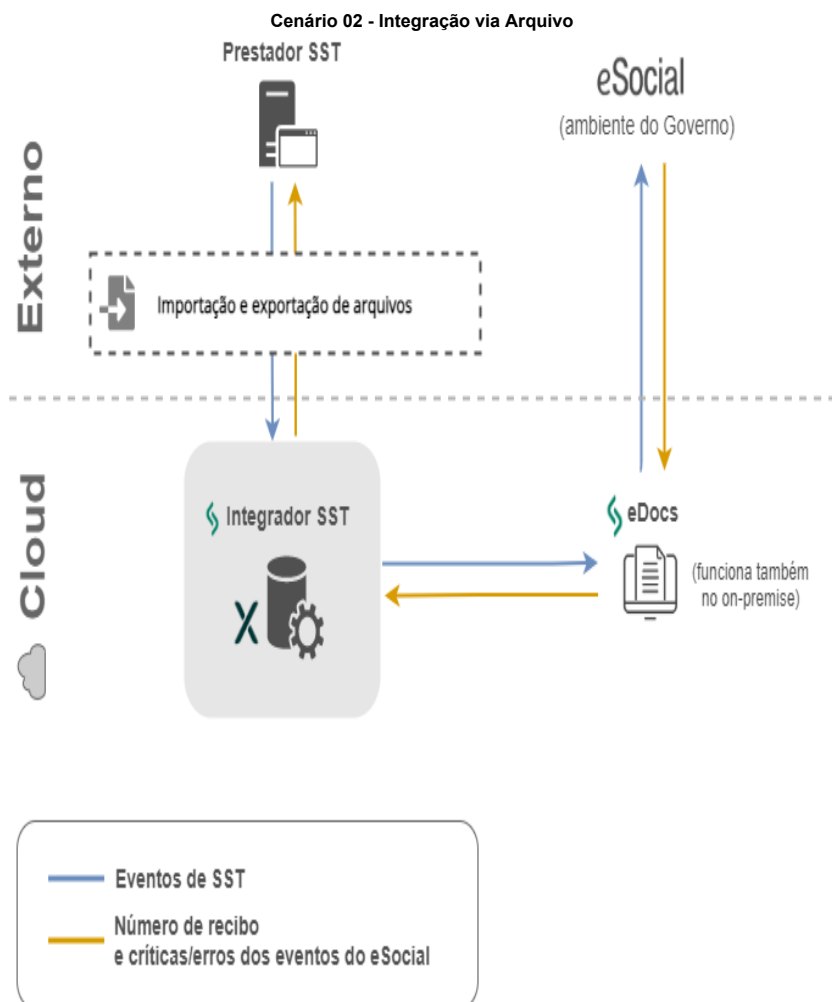 Cenário 02 - Integração via Arquivo
Prestador SST
eSocial
(ambiente do Governo)
Externo
Importação e exportação de arquivos
Cloud
Integrador SST
X
eDocs
(funciona também
no on-premise)
Eventos de SST
Número de recibo
e críticas/erros dos eventos do eSocial